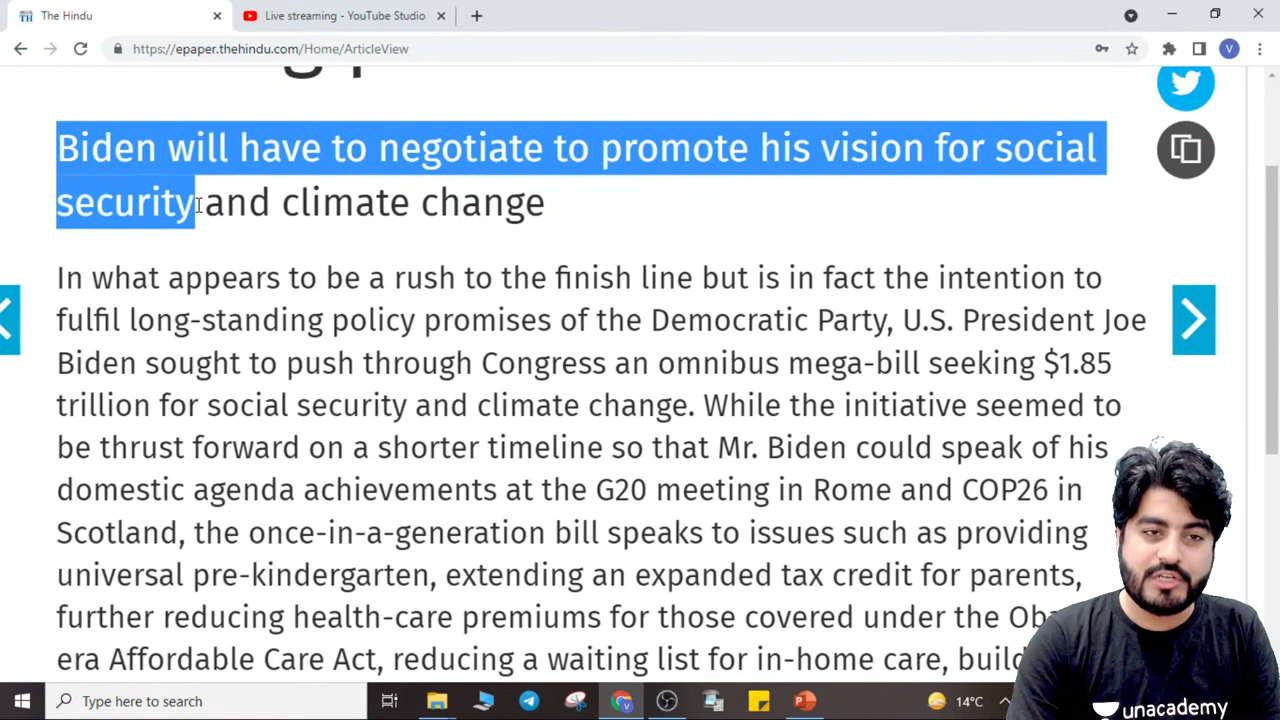 The Hindu
Live streaming - YouTube Studio
https://epaper.thehindu.com/Home/ArticleView
V
Biden will have to negotiate to promote his vision for social
security and climate change
In what appears to be a rush to the finish line but is in fact the intention to
fulfil long-standing policy promises of the Democratic Party, U.S. President Joe
Biden sought to push through Congress an omnibus mega-bill seeking $1.85
trillion for social security and climate change. While the initiative seemed to
be thrust forward on a shorter timeline so that Mr. Biden could speak of his
domestic agenda achievements at the G20 meeting in Rome and COP26 in
Scotland, the once-in-a-generation bill speaks to issues such as providing
universal pre-kindergarten, extending an expanded tax credit for parents,
further reducing health-care premiums for those covered under the
era Affordable Care Act, reducing a waiting list for in-home care,
Type here to search
14°C
unacademy